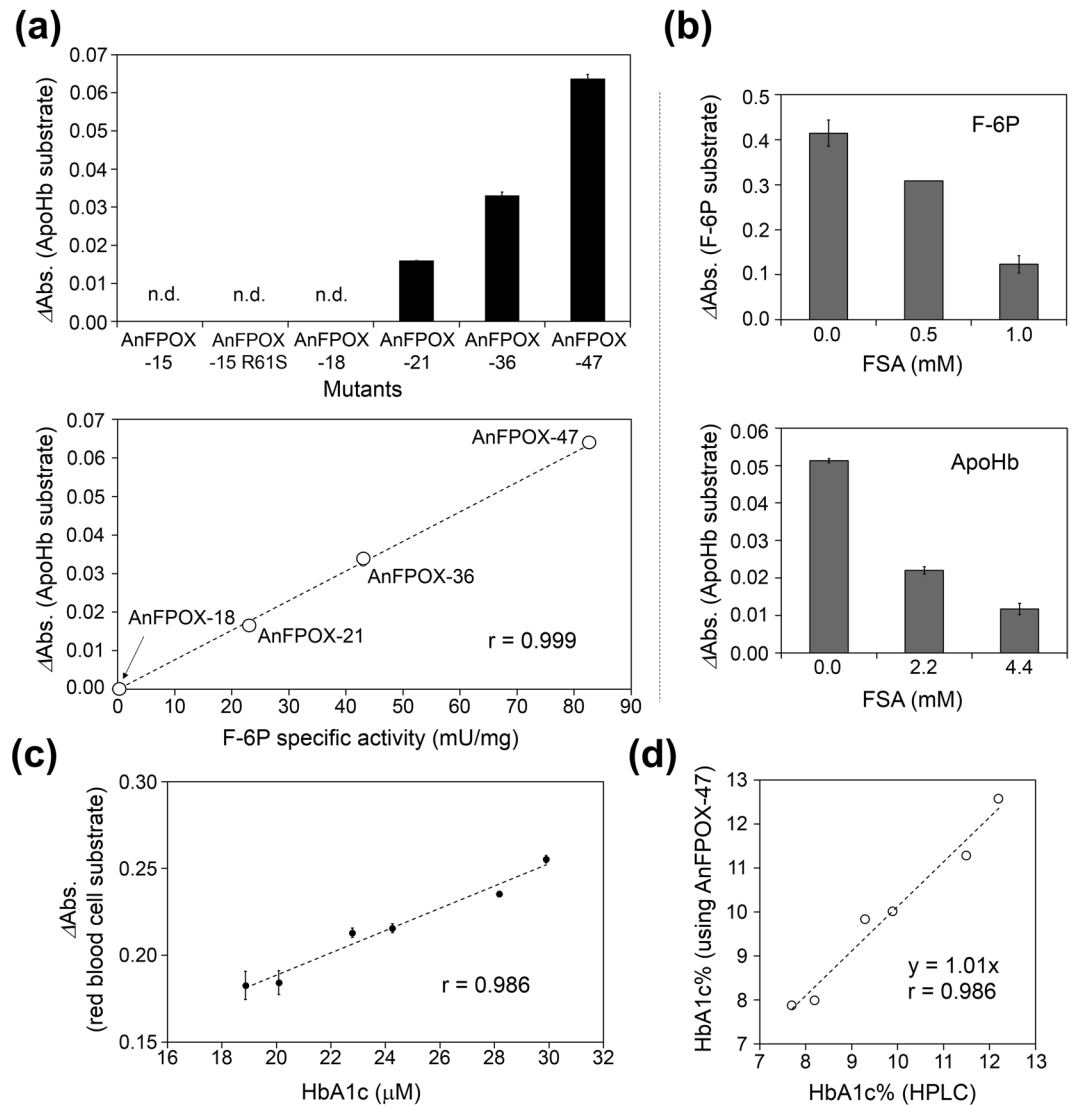 (a)
ΔAbs. (ApoHb substrate)
0.07
0.06
0.05
0.04
0.03
0.02
0.01
0.00
n.d.
n.d.
n.d.
AnFPOX
-15
AnFPOX
-15 R61S
AnFPOX
-18
AnFPOX
-21
AnFPOX
-36
AnFPOX
-47
Mutants
ΔAbs. (ApoHb substrate)
0.07
0.06
0.05
0.04
0.03
0.02
0.01
0.00
AnFPOX-47
AnFPOX-36
AnFPOX-18
AnFPOX-21
r = 0.999
0
10
20
30
40
50
60
70
80
90
F-6P specific activity (mU/mg)
(b)
ΔAbs. (F-6P substrate)
0.5
0.4
0.3
0.2
0.1
0.0
F-6P
0.0
0.5
1.0
FSA (mM)
ΔAbs. (ApoHb substrate)
0.06
0.05
0.04
0.03
0.02
0.01
0.00
ApoHb
0.0
2.2
4.4
FSA (mM)
(c)
ΔAbs.
(red blood cell substrate)
0.30
0.25
0.20
0.15
r = 0.986
16
18
20
22
24
26
28
30
32
HbA1c (μM)
(d)
HbA1c% (using AnFPOX-47)
13
12
11
10
9
8
7
y = 1.01x
r = 0.986
7
8
9
10
11
12
13
HbA1c% (HPLC)